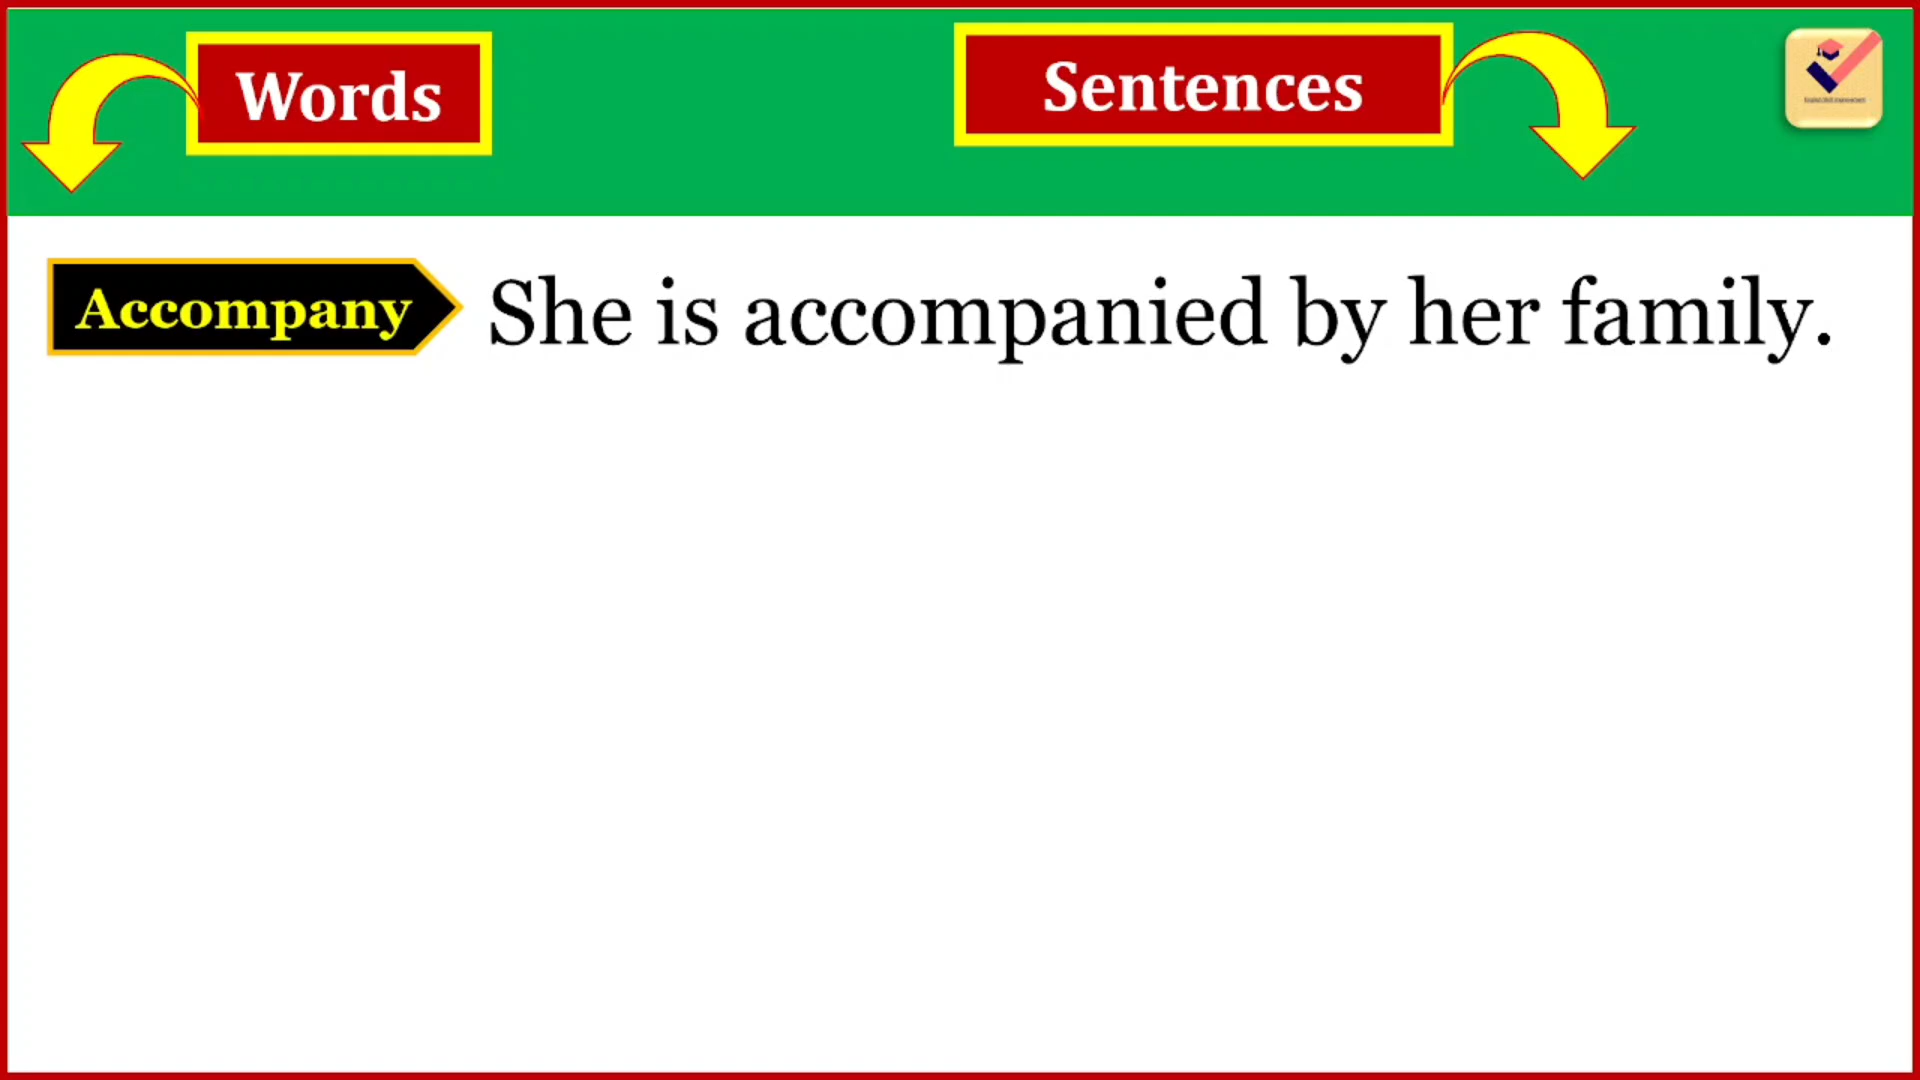 Words
Sentences
Accompany
She is accompanied by her family.